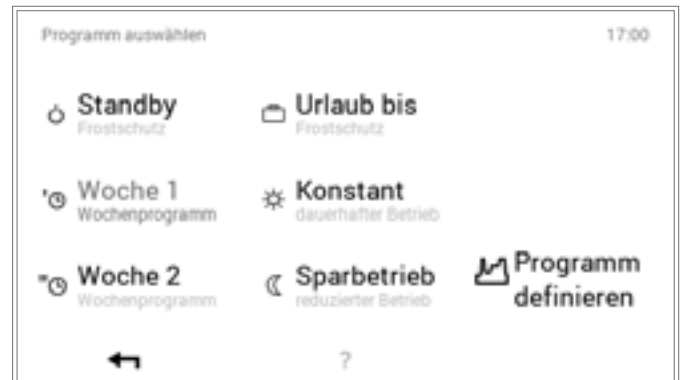 Programm auswählen 17:00
Standby
Frostschutz
Urlaub bis
Frostschutz
Woche 1
Wochenprogramm
Konstant
dauerhafter Betrieb
Woche 2
Wochenprogramm
Sparbetrieb
reduzierter Betrieb
Programm
definieren
?